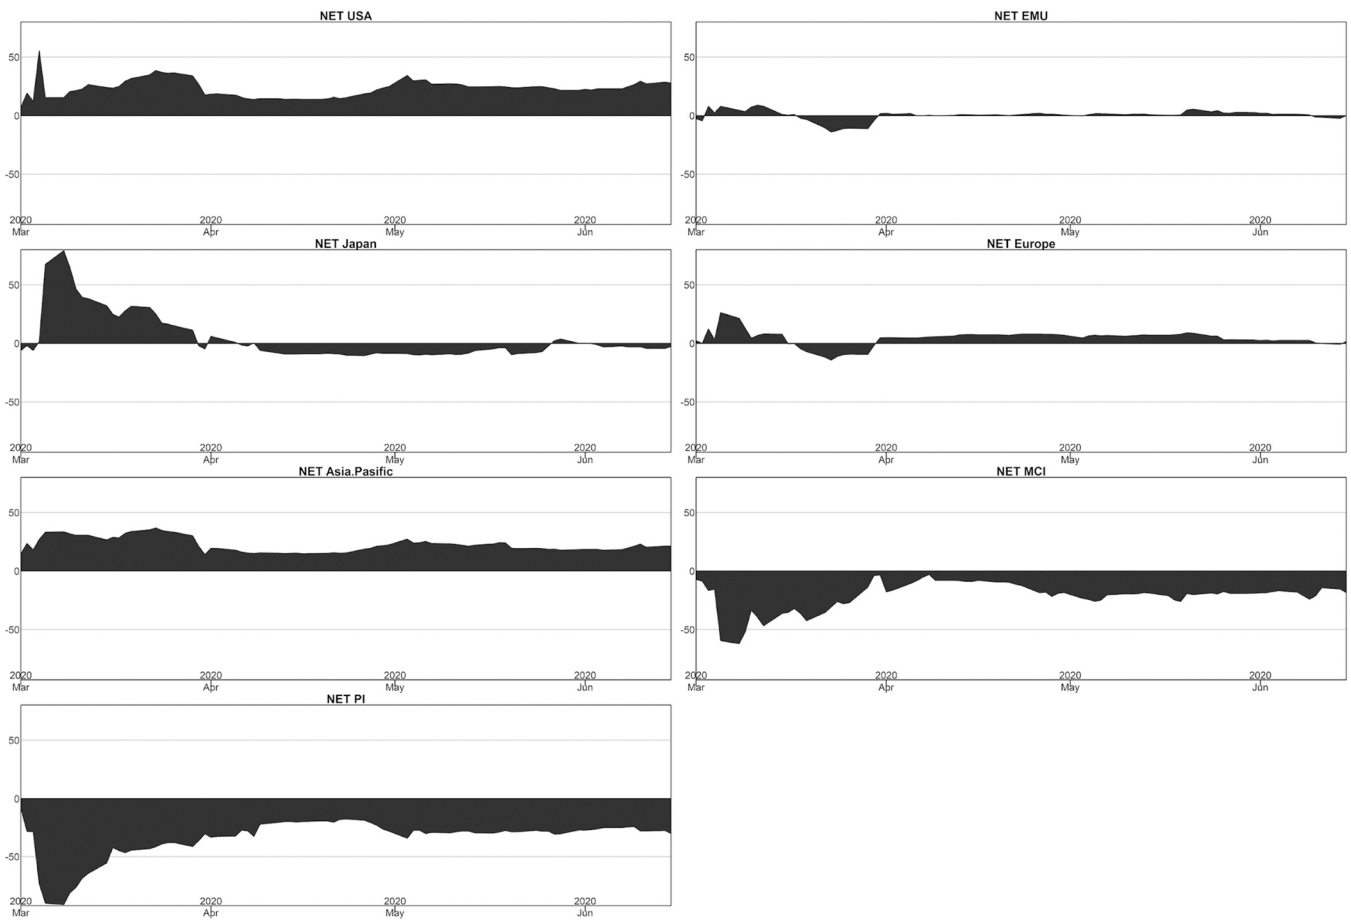 NET USA
50
0
-50
2020 2020 2020 2020
Mar Apr May Jun
NET EMU
50
0
-50
2020 2020 2020 2020
Mar Apr May Jun
NET Japan
50
0
-50
2020 2020 2020 2020
Mar Apr May Jun
NET Europe
50
0
-50
2020 2020 2020 2020
Mar Apr May Jun
NET Asia.Pasific
50
0
-50
2020 2020 2020 2020
Mar Apr May Jun
NET MCI
50
0
-50
2020 2020 2020 2020
Mar Apr May Jun
NET PI
50
0
-50
2020 2020 2020 2020
Mar Apr May Jun